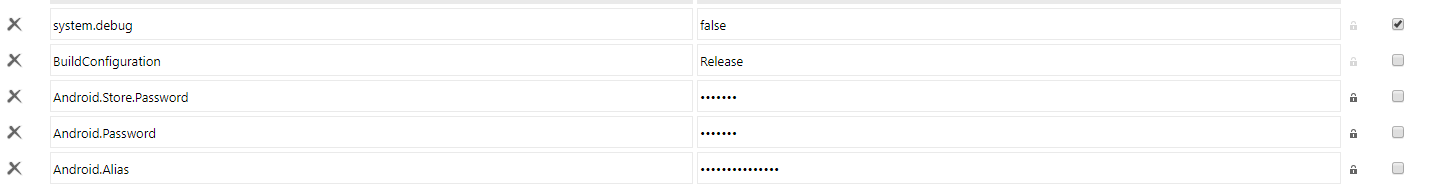 system.debug false
BuildConfiguration Release
Android.Store.Password •••••••
Android.Password •••••••
Android.Alias •••••••••••••••